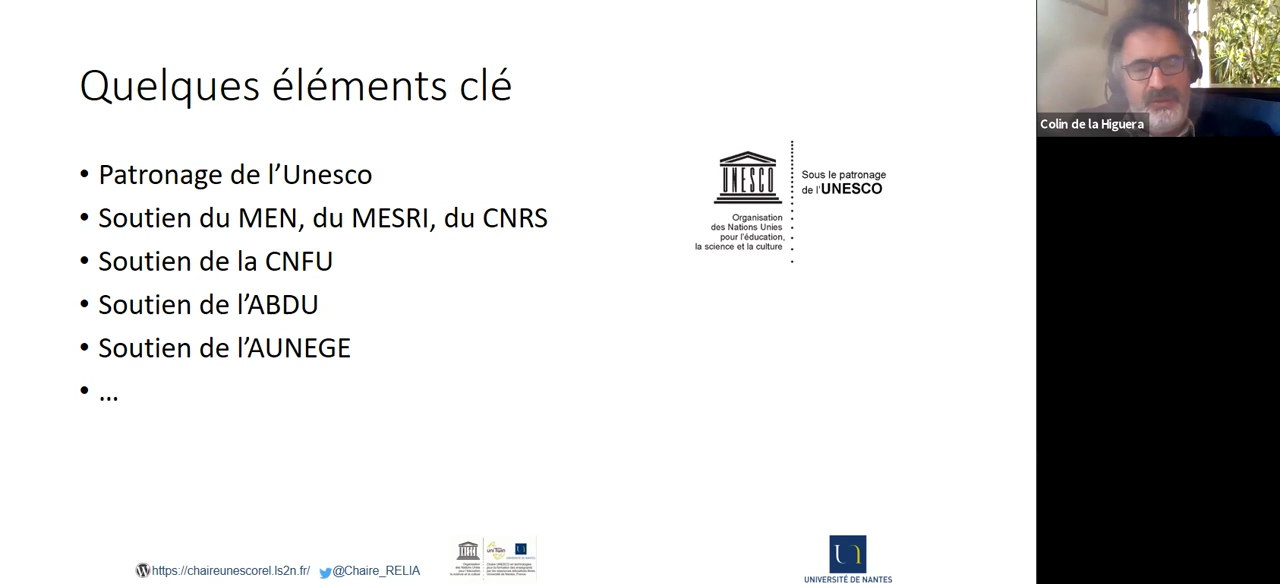 Quelques éléments clé
• Patronage de l’Unesco
• Soutien du MEN, du MESRI, du CNRS
• Soutien de la CNFU
• Soutien de l’ABDU
• Soutien de l’AUNEGE
• ...
UNESCO
Organisation
des Nations Unies
pour l'éducation,
la science et la culture
Sous le patronage
de l'UNESCO
Colin de la Higuera
https://chaireunescorel.ls2n.fr/
@Chaire_RELIA
UNIVERSITÉ DE NANTES